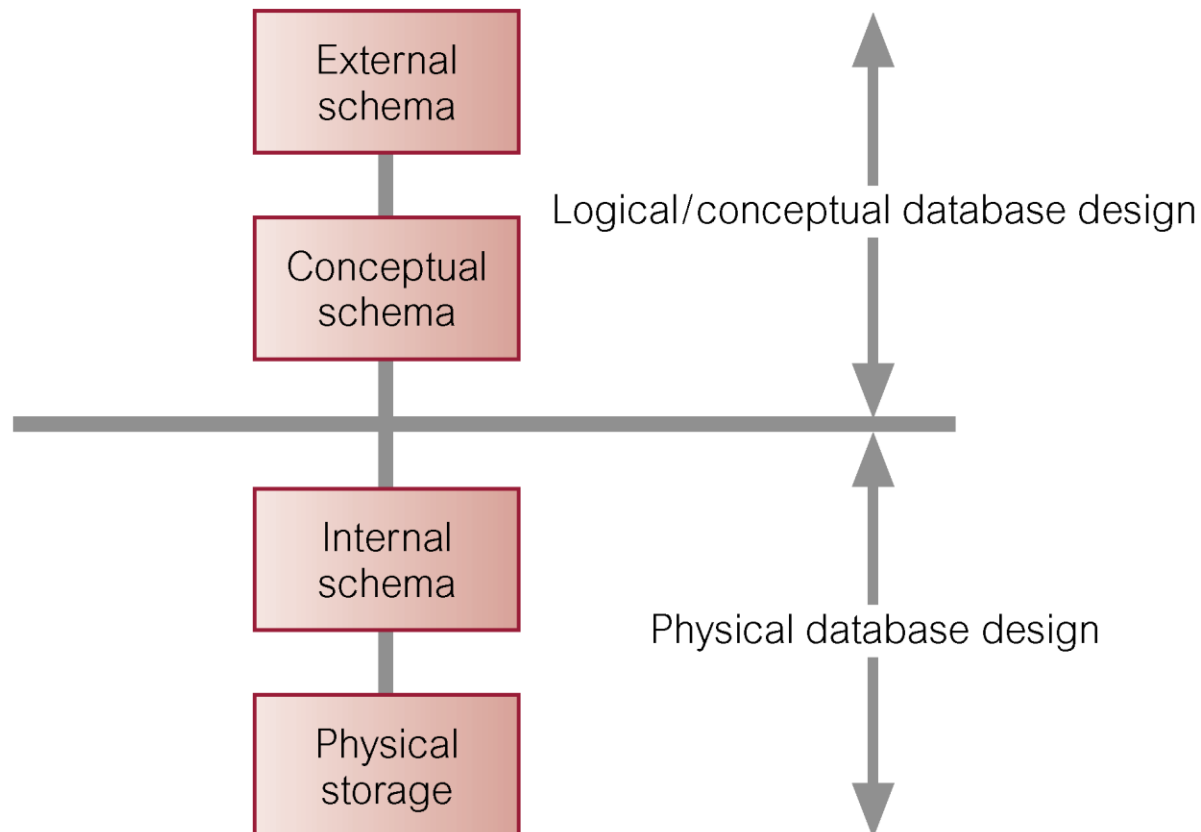 External
schema
Logical/conceptual database design
Conceptual
schema
Internal
schema
Physical database design
Physical
storage